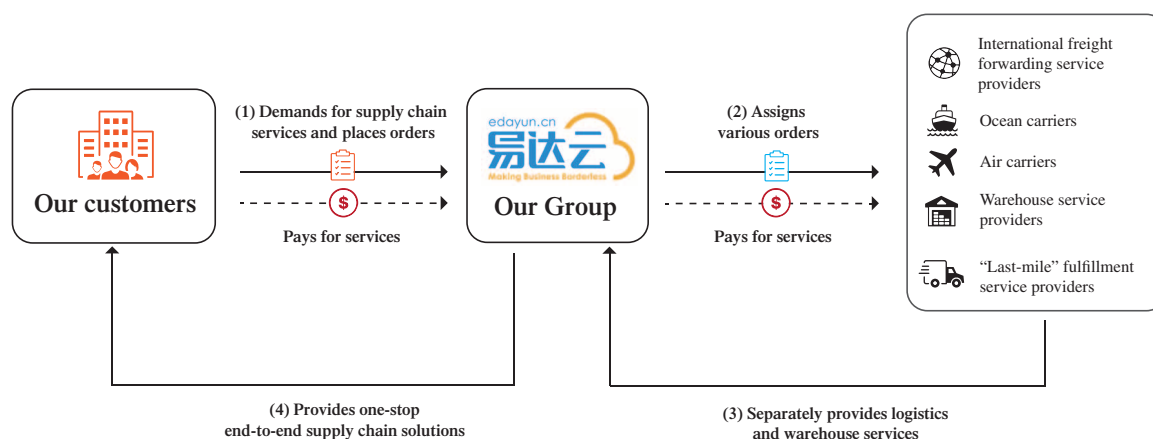 (1) Demands for supply chain
services and places orders
$
Pays for services
Our customers
edayun.cn
易达云
Making Business Borderless
Our Group
(2) Assigns
various orders
$
Pays for services
International freight
forwarding service
providers
Ocean carriers
Air carriers
Warehouse service
providers
“Last-mile” fulfillment
service providers
(4) Provides one-stop
end-to-end supply chain solutions
(3) Separately provides logistics
and warehouse services